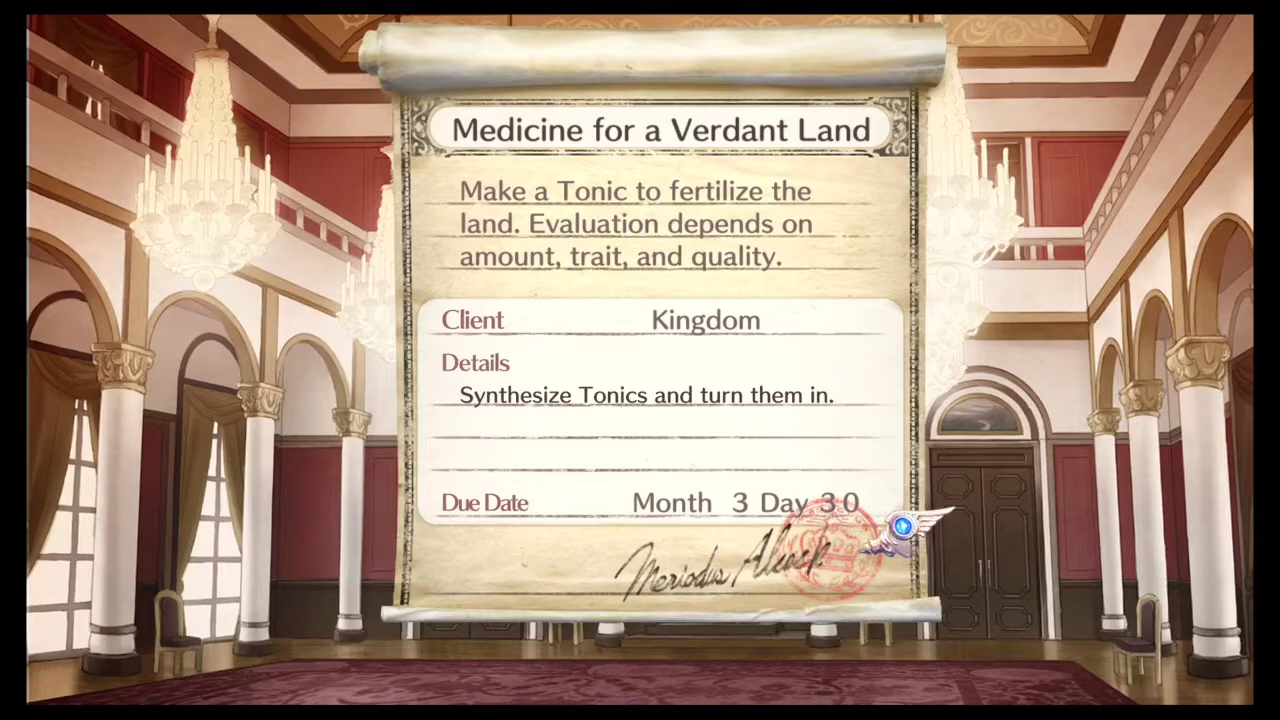 Medicine for a Verdant Land
Make a Tonic to fertilize the
land. Evaluation depends on
amount, trait, and quality.
Client Kingdom
Details
Synthesize Tonics and turn them in.
Due Date Month 3 Day 30
Meriodus